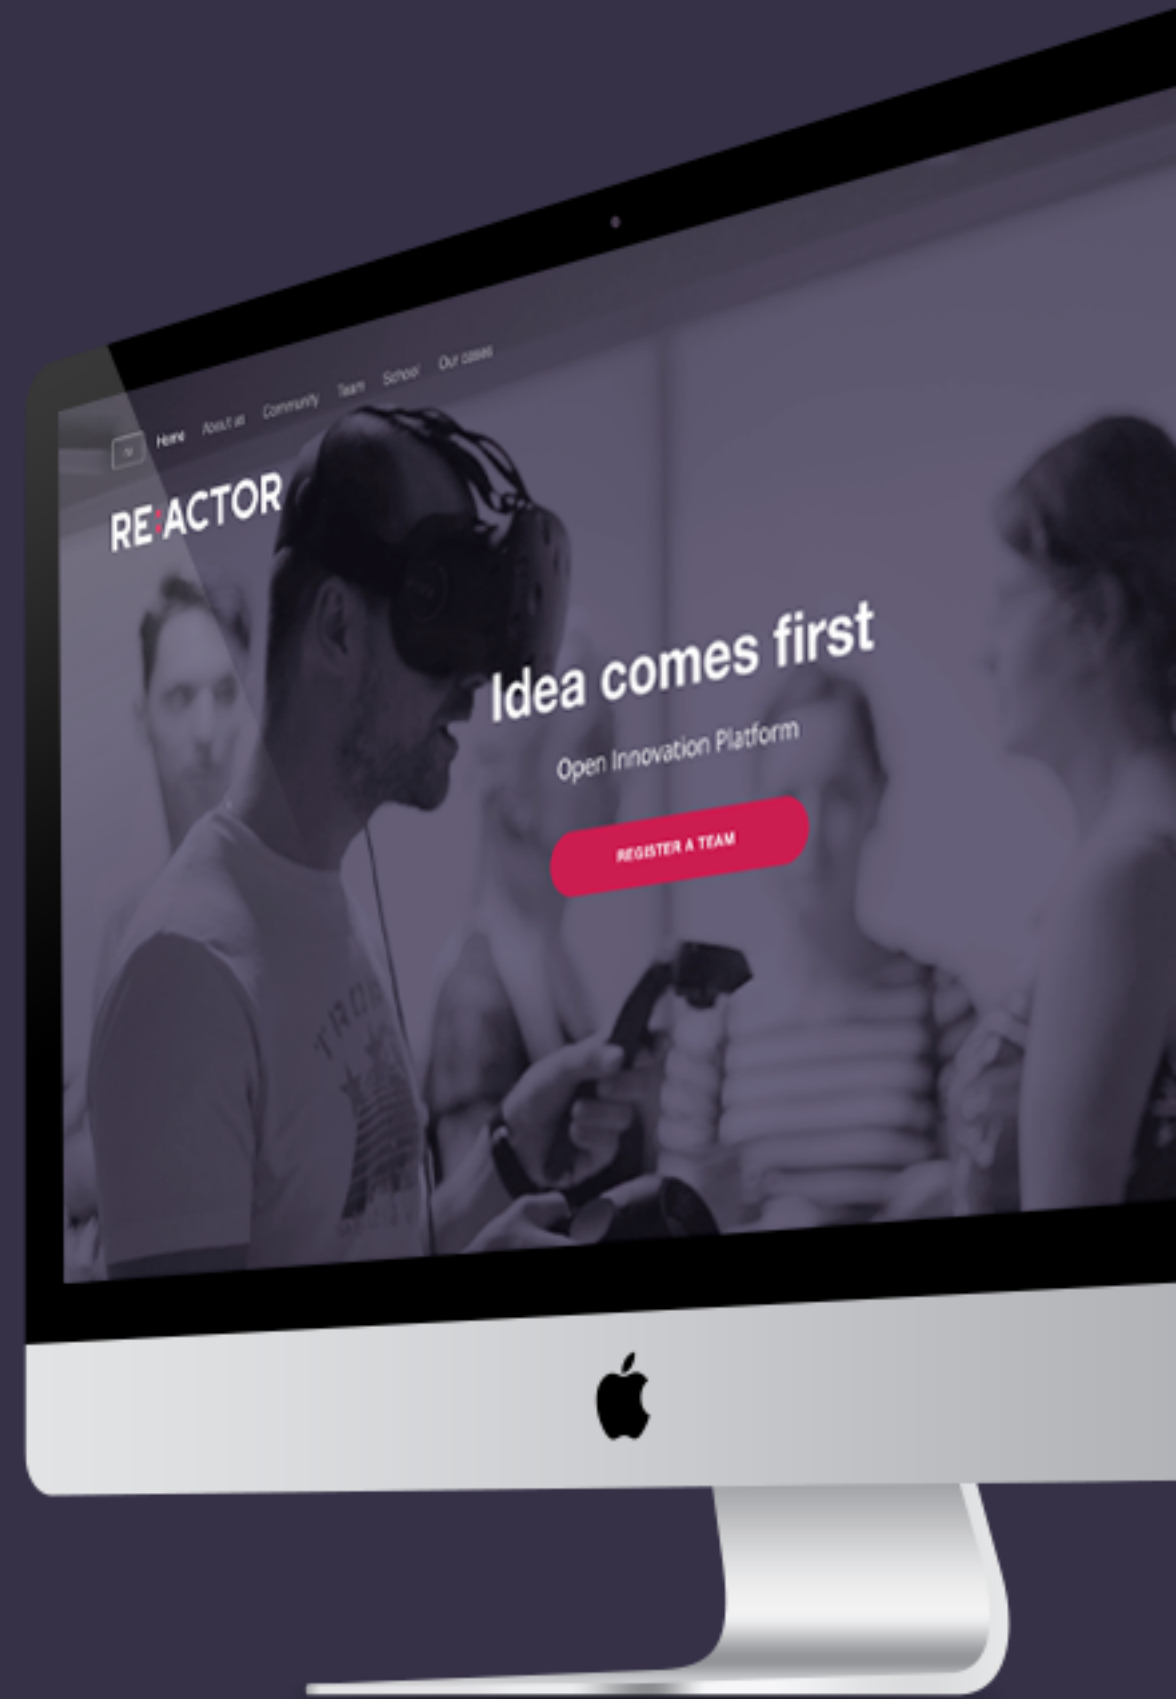 Home About us Community Team School Our cases
RE:ACTOR
Idea comes first
Open Innovation Platform
REGISTER A TEAM